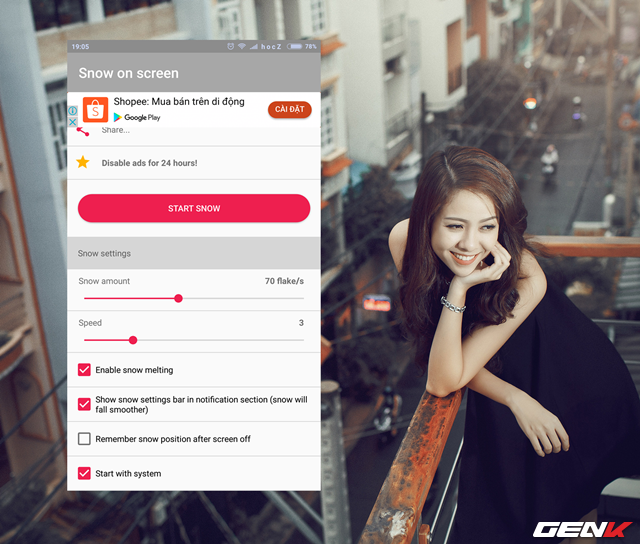 19:05
h o c Z
78%
Snow on screen
Shopee: Mua bán trên di động
Google Play
CÀI ĐẶT
Share...
Disable ads for 24 hours!
START SNOW
Snow settings
Snow amount 70 flake/s
Speed 3
Enable snow melting
Show snow settings bar in notification section (snow will
fall smoother)
Remember snow position after screen off
Start with system
GENK